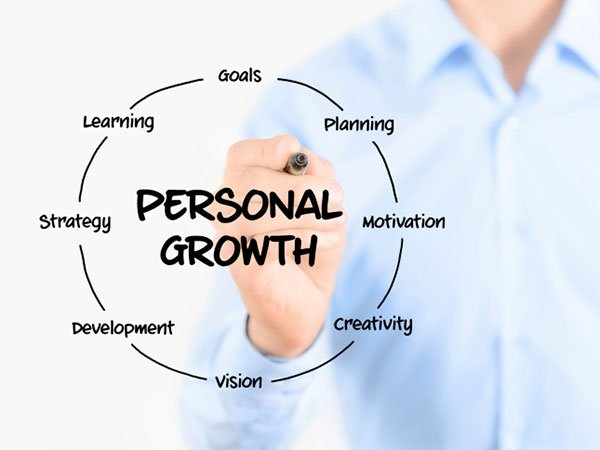 Goals
Planning
Motivation
Creativity
Vision
Development
Strategy
Learning
PERSONAL
GROWTH